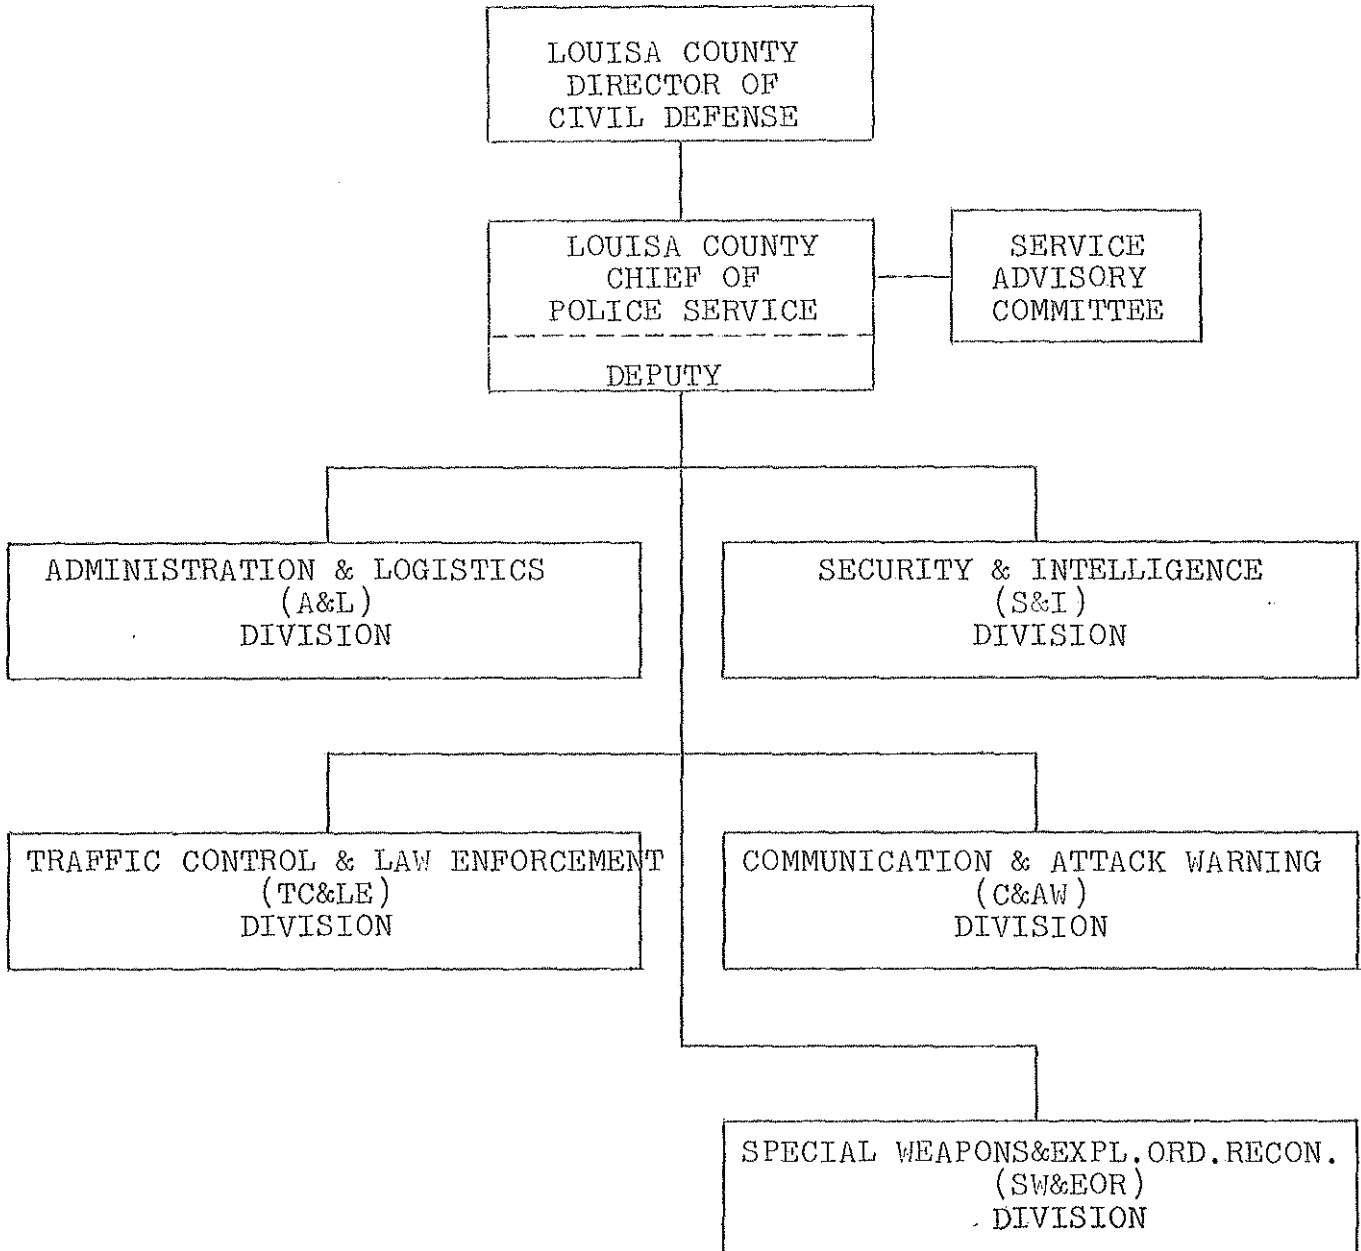 LOUISA COUNTY
DIRECTOR OF
CIVIL DEFENSE
LOUISA COUNTY
CHIEF OF
POLICE SERVICE
DEPUTY
SERVICE
ADVISORY
COMMITTEE
ADMINISTRATION & LOGISTICS
(A&L)
DIVISION
SECURITY & INTELLIGENCE
(S&I)
DIVISION
TRAFFIC CONTROL & LAW ENFORCEMENT
(TC&LE)
DIVISION
COMMUNICATION & ATTACK WARNING
(C&AW)
DIVISION
SPECIAL WEAPONS&EXPL.ORD.RECON.
(SW&EOR)
DIVISION